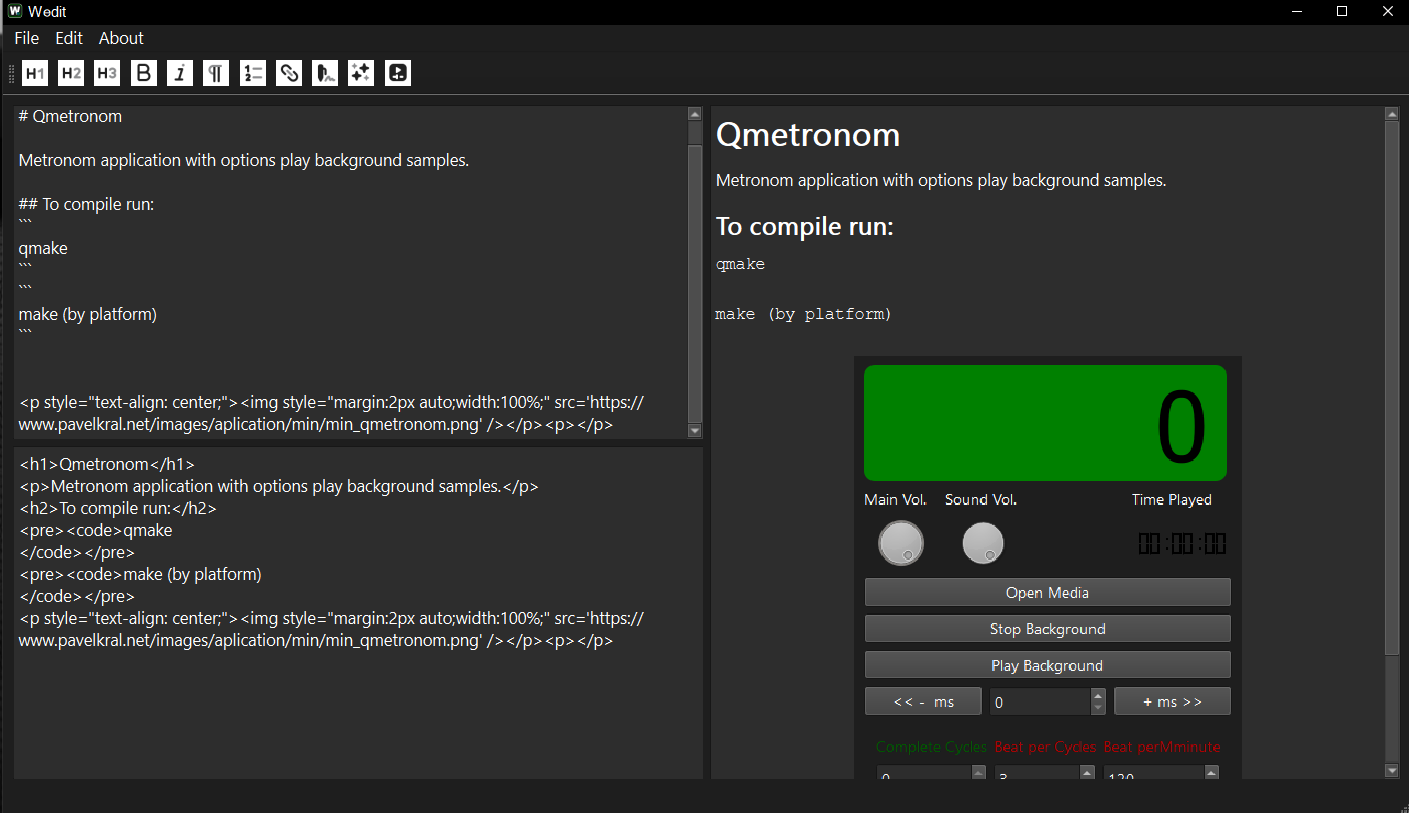 Wedit
File Edit About
H1 H2 H3 B i ¶ 1 2
# Qmetronom
Metronom application with options play background samples.
## To compile run:
```
qmake
```
```
make (by platform)
```
<p style="text-align: center;"><img style="margin:2px auto;width:100%;" src='https://
www.pavelkral.net/images/aplication/min/min_qmetronom.png' /></p><p></p>
<h1>Qmetronom</h1>
<p>Metronom application with options play background samples.</p>
<h2>To compile run:</h2>
<pre><code>qmake
</code></pre>
<pre><code>make (by platform)
</code></pre>
<p style="text-align: center;"><img style="margin:2px auto;width:100%;" src='https://
www.pavelkral.net/images/aplication/min/min_qmetronom.png' /></p><p></p>
Qmetronom
Metronom application with options play background samples.
To compile run:
qmake
make (by platform)
0
Main Vol. Sound Vol. Time Played
00:00:00
Open Media
Stop Background
Play Background
<< - ms 0 + ms >>
Complete Cycles Beat per Cycles Beat perMminute
0 3 120